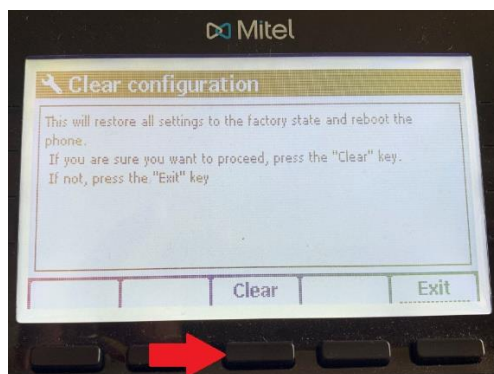 Mitel
Clear configuration
This will restore all settings to the factory state and reboot the
phone.
If you are sure you want to proceed, press the "Clear" key.
If not, press the "Exit" key
Clear Exit